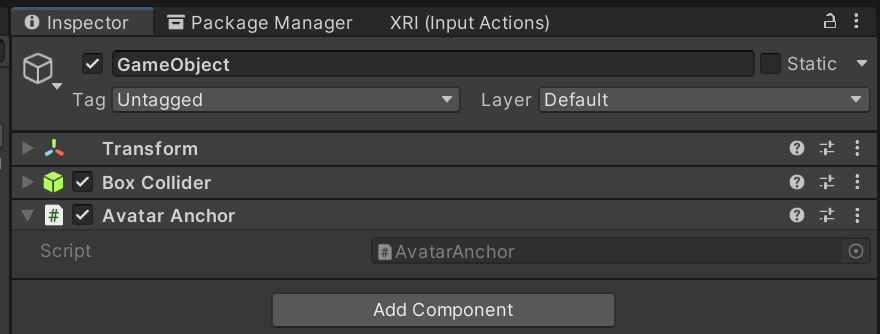 Inspector Package Manager XRI (Input Actions)
GameObject Static
Tag Untagged Layer Default
Transform
Box Collider
# Avatar Anchor
Script # AvatarAnchor
Add Component